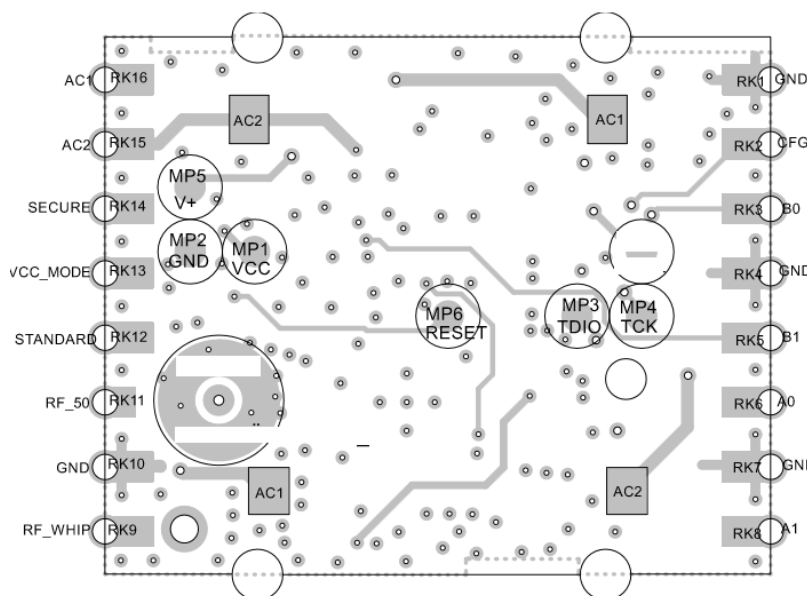 AC1 RK16 RK1 GND
AC2 AC1
AC2 RK15 RK2 CFG
MP5
V+
SECURE RK14 RK3 B0
MP2 MP1
GND VCC
VCC_MODE RK13 RK4 GND
MP6 MP3 MP4
RESET TDIO TCK
STANDARD RK12 RK5 B1
RF_50 RK11 RK6 A0
GND RK10 RK7 GND
AC1 AC2
RF_WHIP RK9 RK8 A1